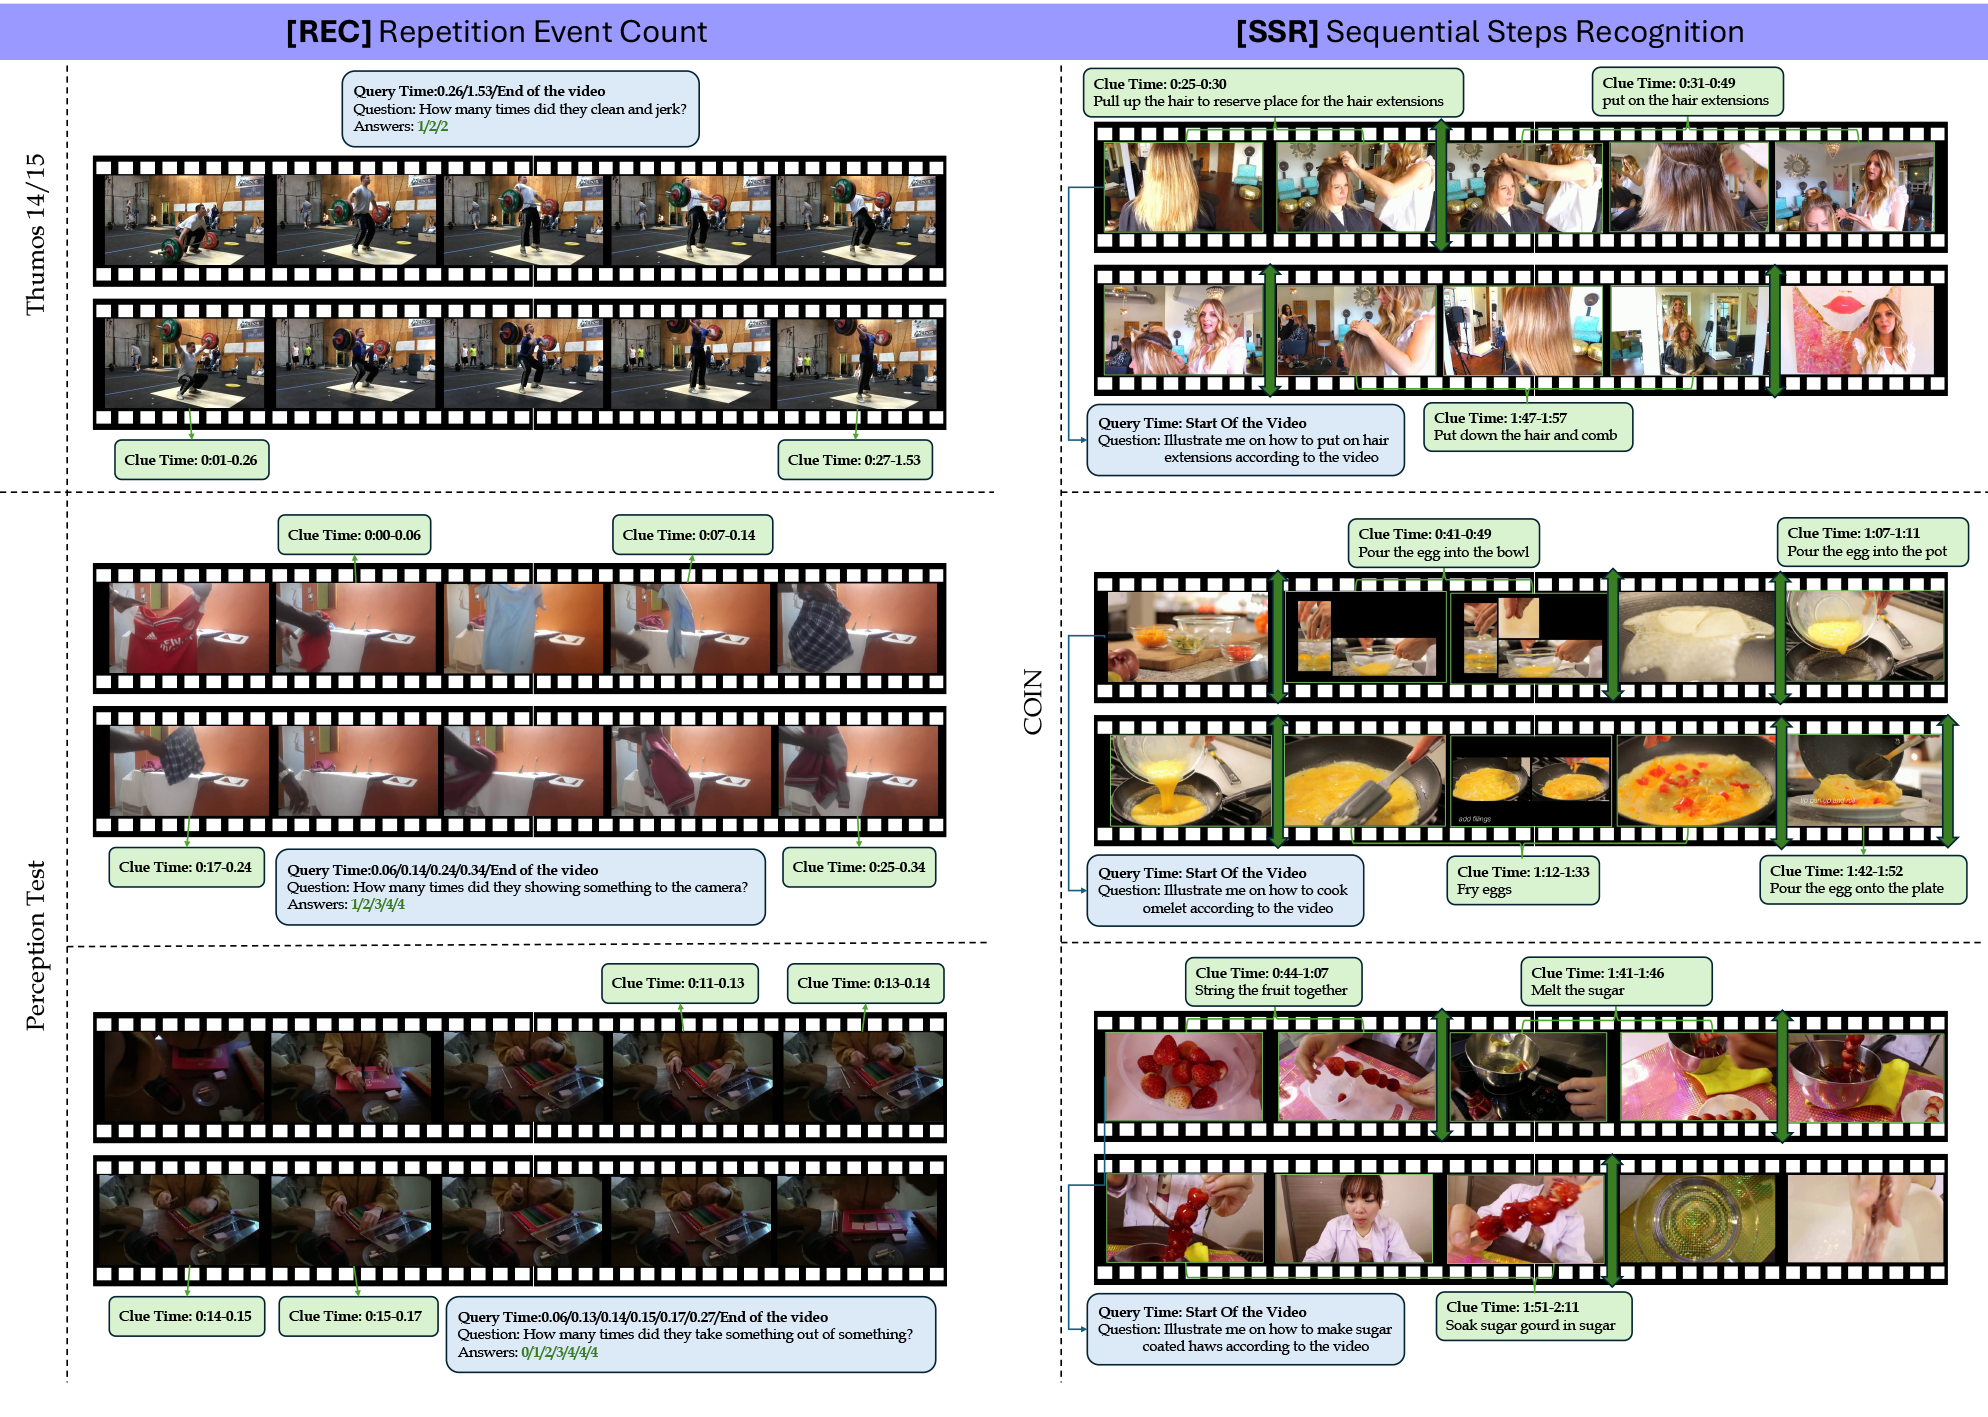 [REC] Repetition Event Count
Thumos 14/15
Query Time:0.26/1.53/End of the video
Question: How many times did they clean and jerk?
Answers: 1/2/2
Clue Time: 0:01-0.26
Clue Time: 0:27-1.53
Perception Test
Clue Time: 0:00-0.06
Clue Time: 0:07-0.14
Clue Time: 0:17-0.24
Query Time:0.06/0.14/0.24/0.34/End of the video
Question: How many times did they showing something to the camera?
Answers: 1/2/3/4/4
Clue Time: 0:25-0.34
Clue Time: 0:11-0.13
Clue Time: 0:13-0.14
Clue Time: 0:14-0.15
Clue Time: 0:15-0.17
Query Time:0.06/0.13/0.14/0.15/0.17/0.27/End of the video
Question: How many times did they take something out of something?
Answers: 0/1/2/3/4/4/4
[SSR] Sequential Steps Recognition
COIN
Clue Time: 0:25-0:30
Pull up the hair to reserve place for the hair extensions
Clue Time: 0:31-0:49
put on the hair extensions
Query Time: Start Of the Video
Question: Illustrate me on how to put on hair
extensions according to the video
Clue Time: 1:47-1:57
Put down the hair and comb
Clue Time: 0:41-0:49
Pour the egg into the bowl
Clue Time: 1:07-1:11
Pour the egg into the pot
add fillings
Query Time: Start Of the Video
Question: Illustrate me on how to cook
omelet according to the video
Clue Time: 1:12-1:33
Fry eggs
Clue Time: 1:42-1:52
Pour the egg onto the plate
Clue Time: 0:44-1:07
String the fruit together
Clue Time: 1:41-1:46
Melt the sugar
Query Time: Start Of the Video
Question: Illustrate me on how to make sugar
coated haws according to the video
Clue Time: 1:51-2:11
Soak sugar gourd in sugar